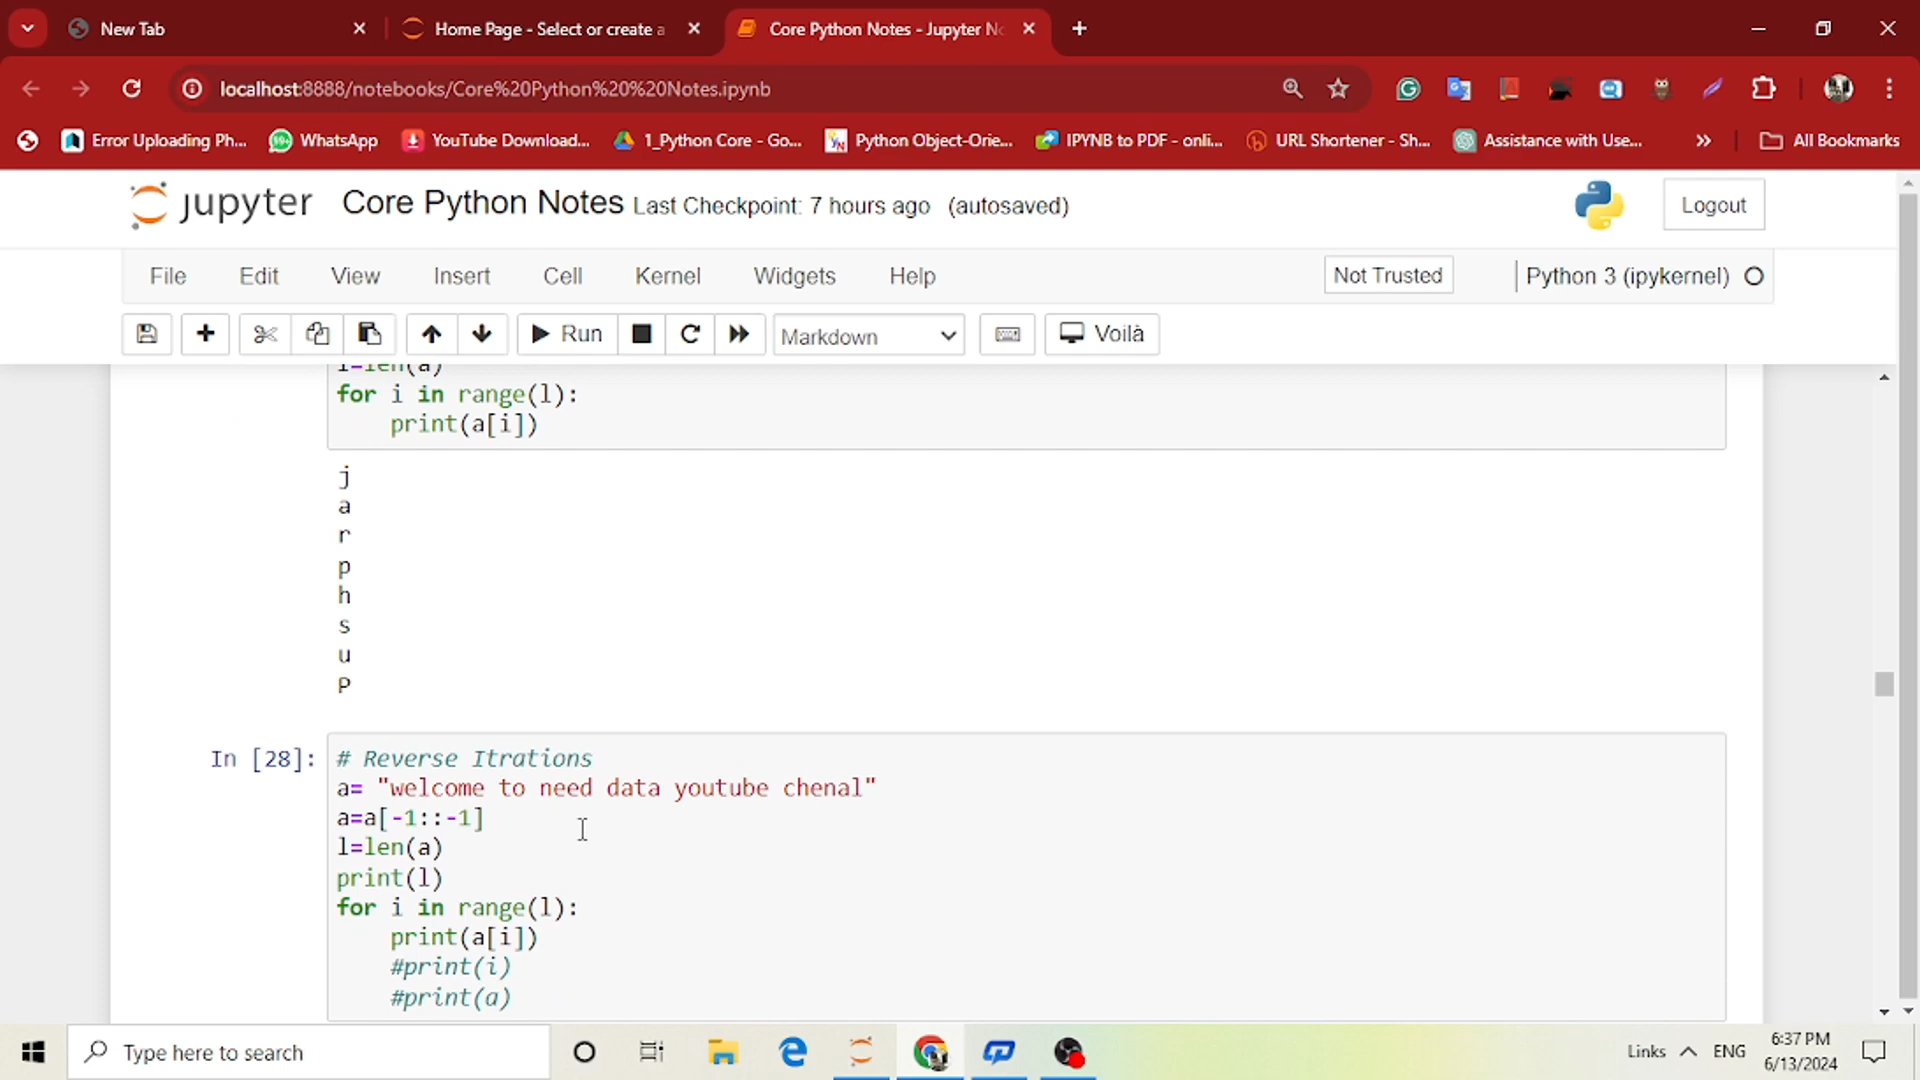 New Tab
Home Page - Select or create a
Core Python Notes - Jupyter No
localhost:8888/notebooks/Core%20Python%20%20Notes.ipynb
Error Uploading Ph...
WhatsApp
YouTube Download...
1_Python Core - Go...
Python Object-Orie...
IPYNB to PDF - onli...
URL Shortener - Sh...
Assistance with Use...
»
All Bookmarks
jupyter
Core Python Notes Last Checkpoint: 7 hours ago (autosaved)
Logout
File Edit View Insert Cell Kernel Widgets Help
Not Trusted
Python 3 (ipykernel)
Run
Markdown
Voilà
l=len(a)
for i in range(l):
print(a[i])
j
a
r
p
h
s
u
P
In [28]:
# Reverse Itrations
a= "welcome to need data youtube chenal"
a=a[-1::-1]
l=len(a)
print(l)
for i in range(l):
print(a[i])
#print(i)
#print(a)
Type here to search
Links
ENG
6:37 PM
6/13/2024